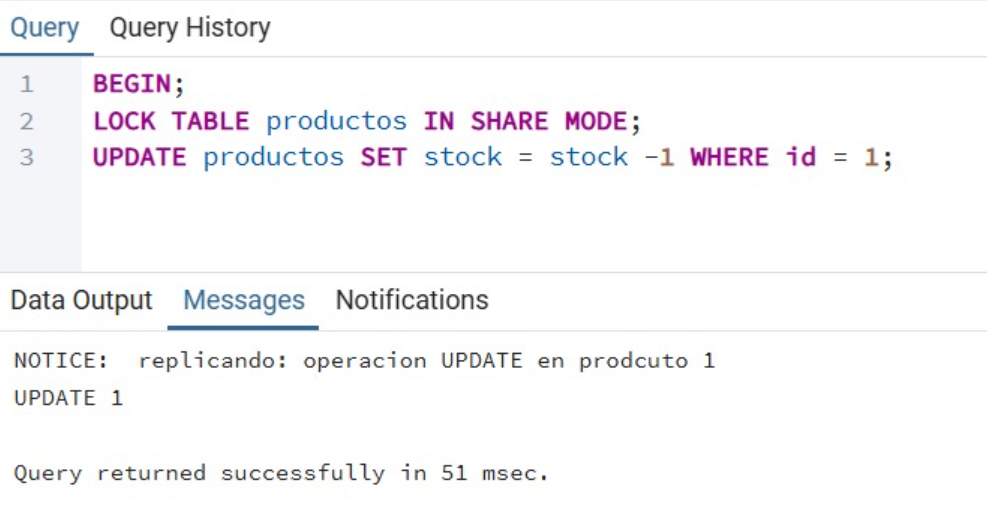 Query Query History
1 BEGIN;
2 LOCK TABLE productos IN SHARE MODE;
3 UPDATE productos SET stock = stock -1 WHERE id = 1;
Data Output Messages Notifications
NOTICE:  replicando: operacion UPDATE en prodcuto 1
UPDATE 1
Query returned successfully in 51 msec.